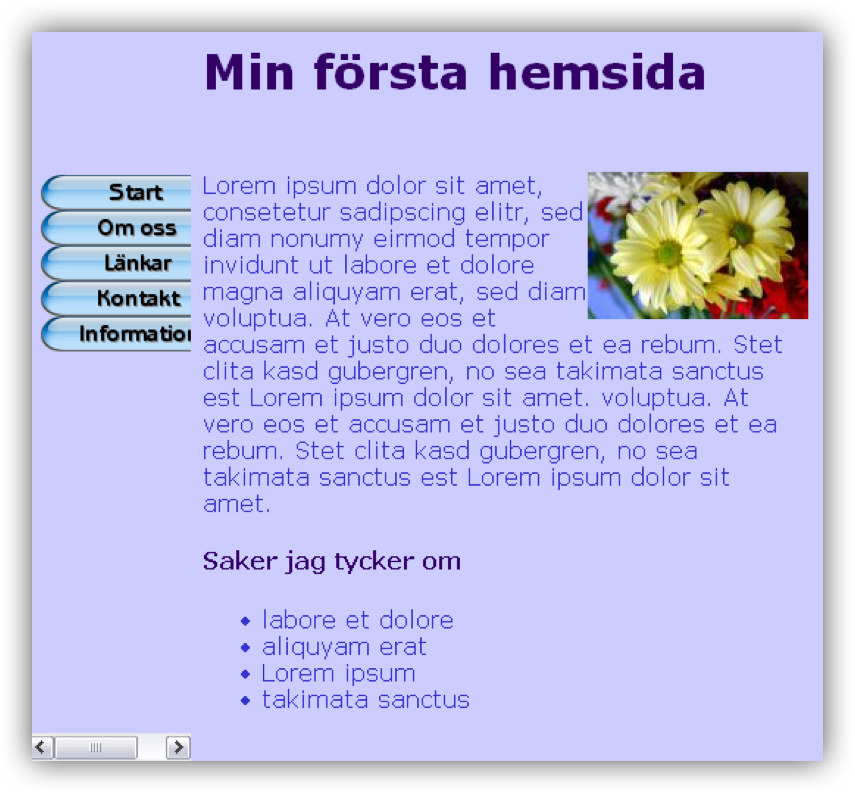 Min första hemsida
Start
Om oss
Länkar
Kontakt
Information
Lorem ipsum dolor sit amet,
consetetur sadipscing elitr, sed
diam nonumy eirmod tempor
invidunt ut labore et dolore
magna aliquyam erat, sed diam
voluptua. At vero eos et
accusam et justo duo dolores et ea rebum. Stet
clita kasd gubergren, no sea takimata sanctus
est Lorem ipsum dolor sit amet. voluptua. At
vero eos et accusam et justo duo dolores et ea
rebum. Stet clita kasd gubergren, no sea
takimata sanctus est Lorem ipsum dolor sit
amet.
Saker jag tycker om
• labore et dolore
• aliquyam erat
• Lorem ipsum
• takimata sanctus